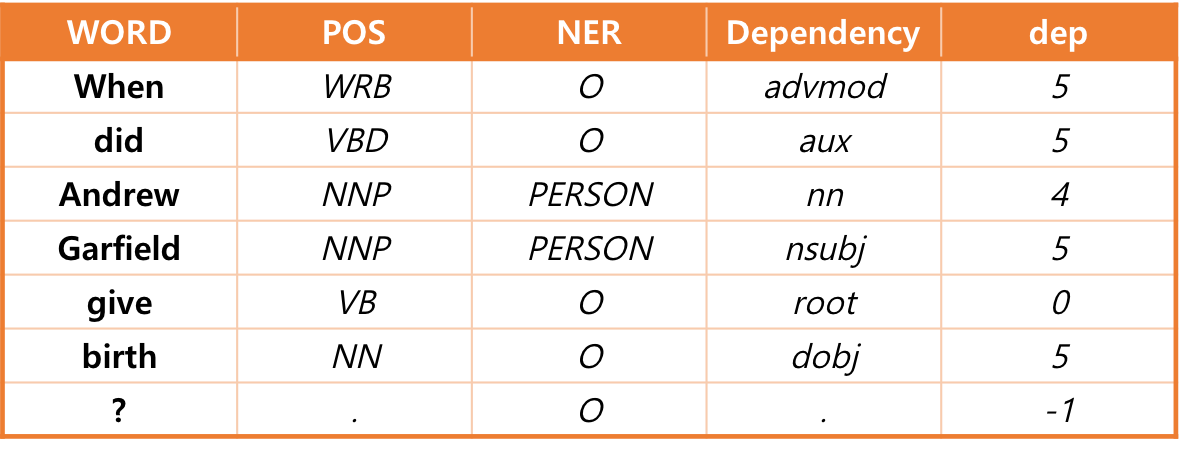 WORD POS NER Dependency dep
When WRB O advmod 5
did VBD O aux 5
Andrew NNP PERSON nn 4
Garfield NNP PERSON nsubj 5
give VB O root 0
birth NN O dobj 5
? . O . -1